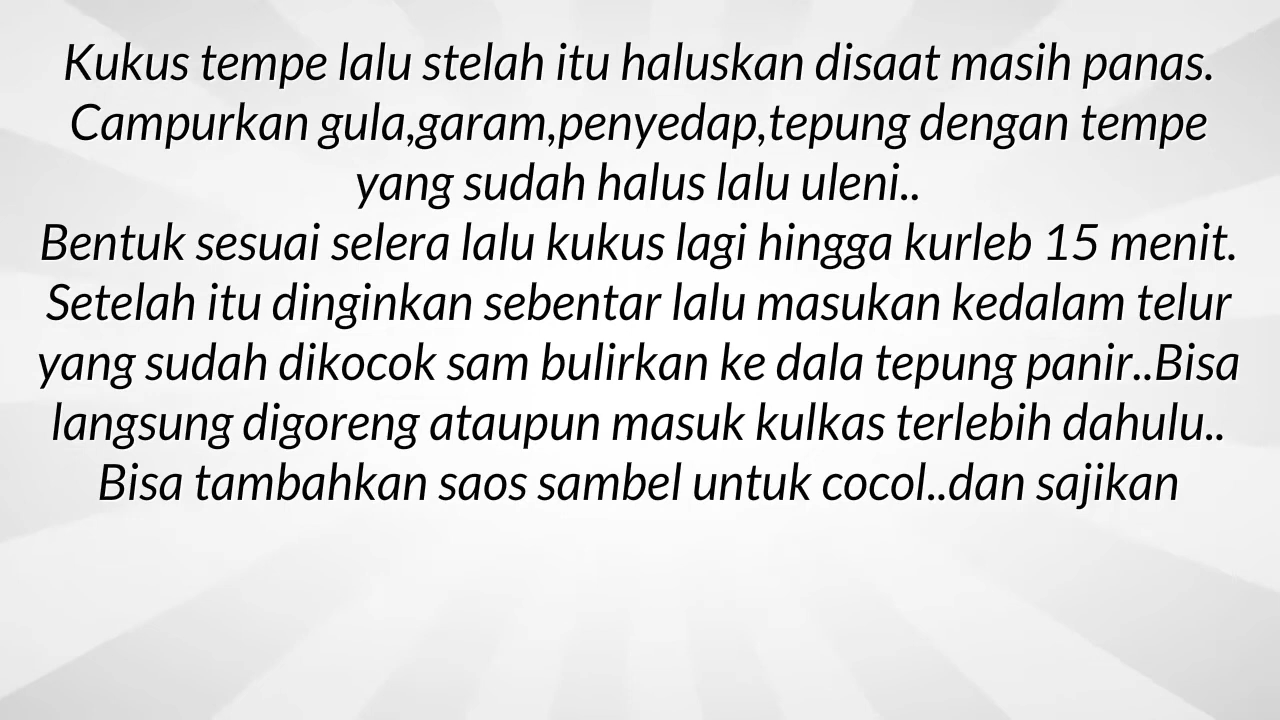 Kukus tempe lalu stelah itu haluskan disaat masih panas.
Campurkan gula,garam,penyedap,tepung dengan tempe
yang sudah halus lalu uleni..
Bentuk sesuai selera lalu kukus lagi hingga kurleb 15 menit.
Setelah itu dinginkan sebentar lalu masukan kedalam telur
yang sudah dikocok sam bulirkan ke dala tepung panir..Bisa
langsung digoreng ataupun masuk kulkas terlebih dahulu..
Bisa tambahkan saos sambel untuk cocol..dan sajikan